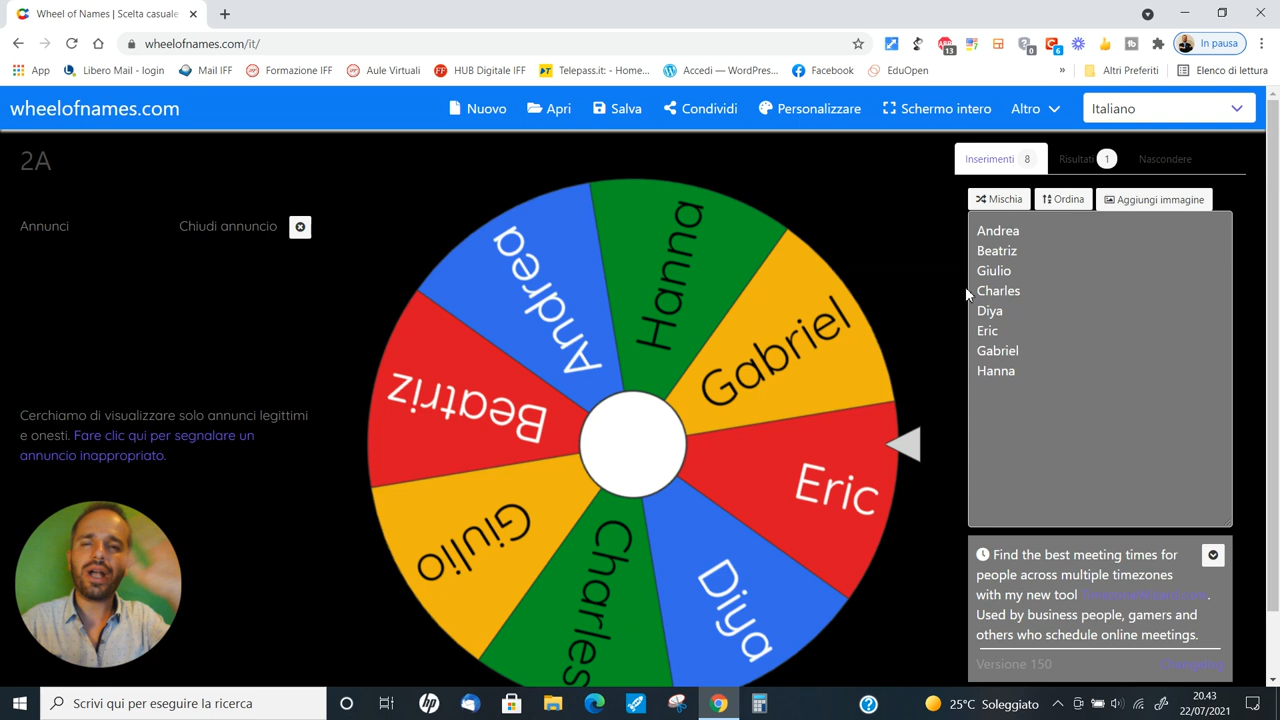 Wheel of Names | Scelta casuale
wheelofnames.com/it/
13
0
6
In pausa
App
Libero Mail - login
Mail IFF
Formazione IFF
Aule Virtuali
HUB Digitale IFF
Telepass.it: - Home...
Accedi — WordPress...
Facebook
EduOpen
»
Altri Preferiti
Elenco di lettura
wheelofnames.com
Nuovo
Apri
Salva
Condividi
Personalizzare
Schermo intero
Altro
Italiano
2A
Annunci
Chiudi annuncio
Cerchiamo di visualizzare solo annunci legittimi
e onesti. Fare clic qui per segnalare un
annuncio inappropriato.
Hanna
Gabriel
Eric
Diya
Charles
Giulio
Beatriz
Andrea
Inserimenti 8
Risultati 1
Nascondere
Mischia
Ordina
Aggiungi immagine
Andrea
Beatriz
Giulio
Charles
Diya
Eric
Gabriel
Hanna
Find the best meeting times for
people across multiple timezones
with my new tool
Used by business people, gamers and
others who schedule online meetings.
Versione 150
Changelog
Scrivi qui per eseguire la ricerca
25°C Soleggiato
20.43
22/07/2021